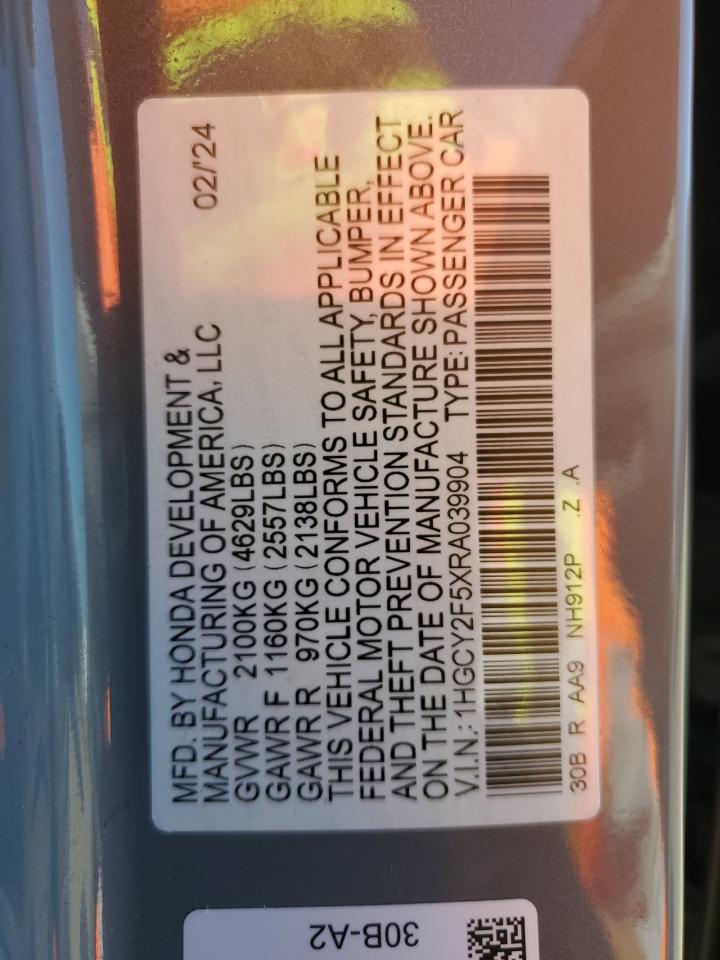 MFD. BY HONDA DEVELOPMENT &
MANUFACTURING OF AMERICA, LLC 02/'24
GVWR 2100KG (4629LBS)
GAWR F 1160KG (2557LBS)
GAWR R 970KG (2138LBS)
THIS VEHICLE CONFORMS TO ALL APPLICABLE
FEDERAL MOTOR VEHICLE SAFETY, BUMPER,
AND THEFT PREVENTION STANDARDS IN EFFECT
ON THE DATE OF MANUFACTURE SHOWN ABOVE.
V.I.N.: 1HGCY2F5XRA039904 TYPE: PASSENGER CAR
30B R AA9 NH912P .Z .A
30B-A2